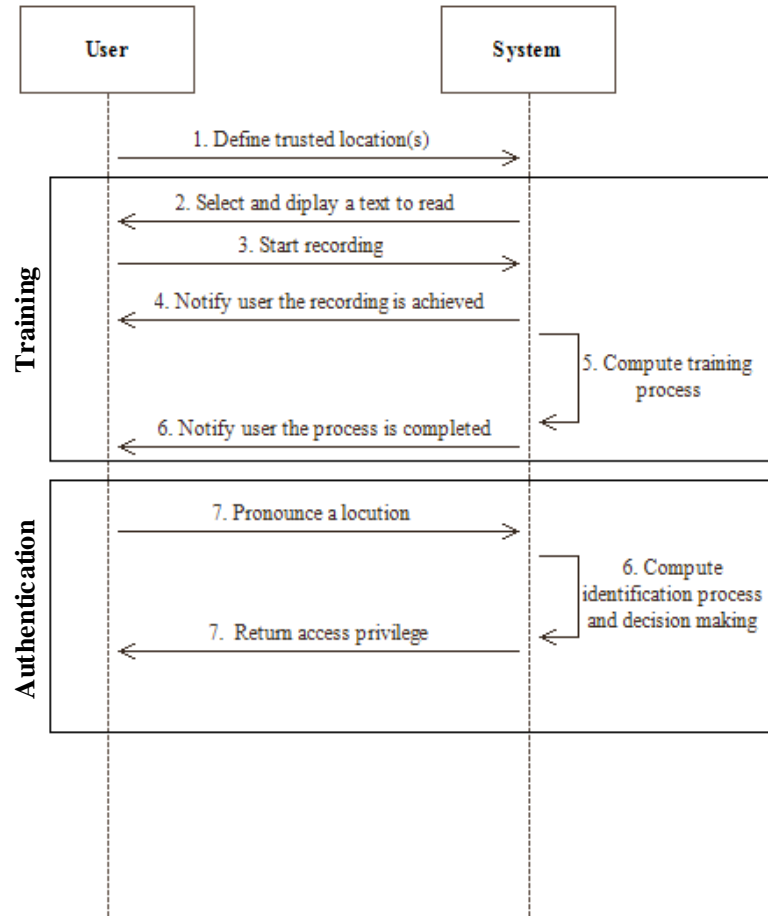 User
System
1. Define trusted location(s)
Training
2. Select and diplay a text to read
3. Start recording
4. Notify user the recording is achieved
5. Compute training
process
6. Notify user the process is completed
Authentication
7. Pronounce a locution
6. Compute
identification process
and decision making
7. Return access privilege